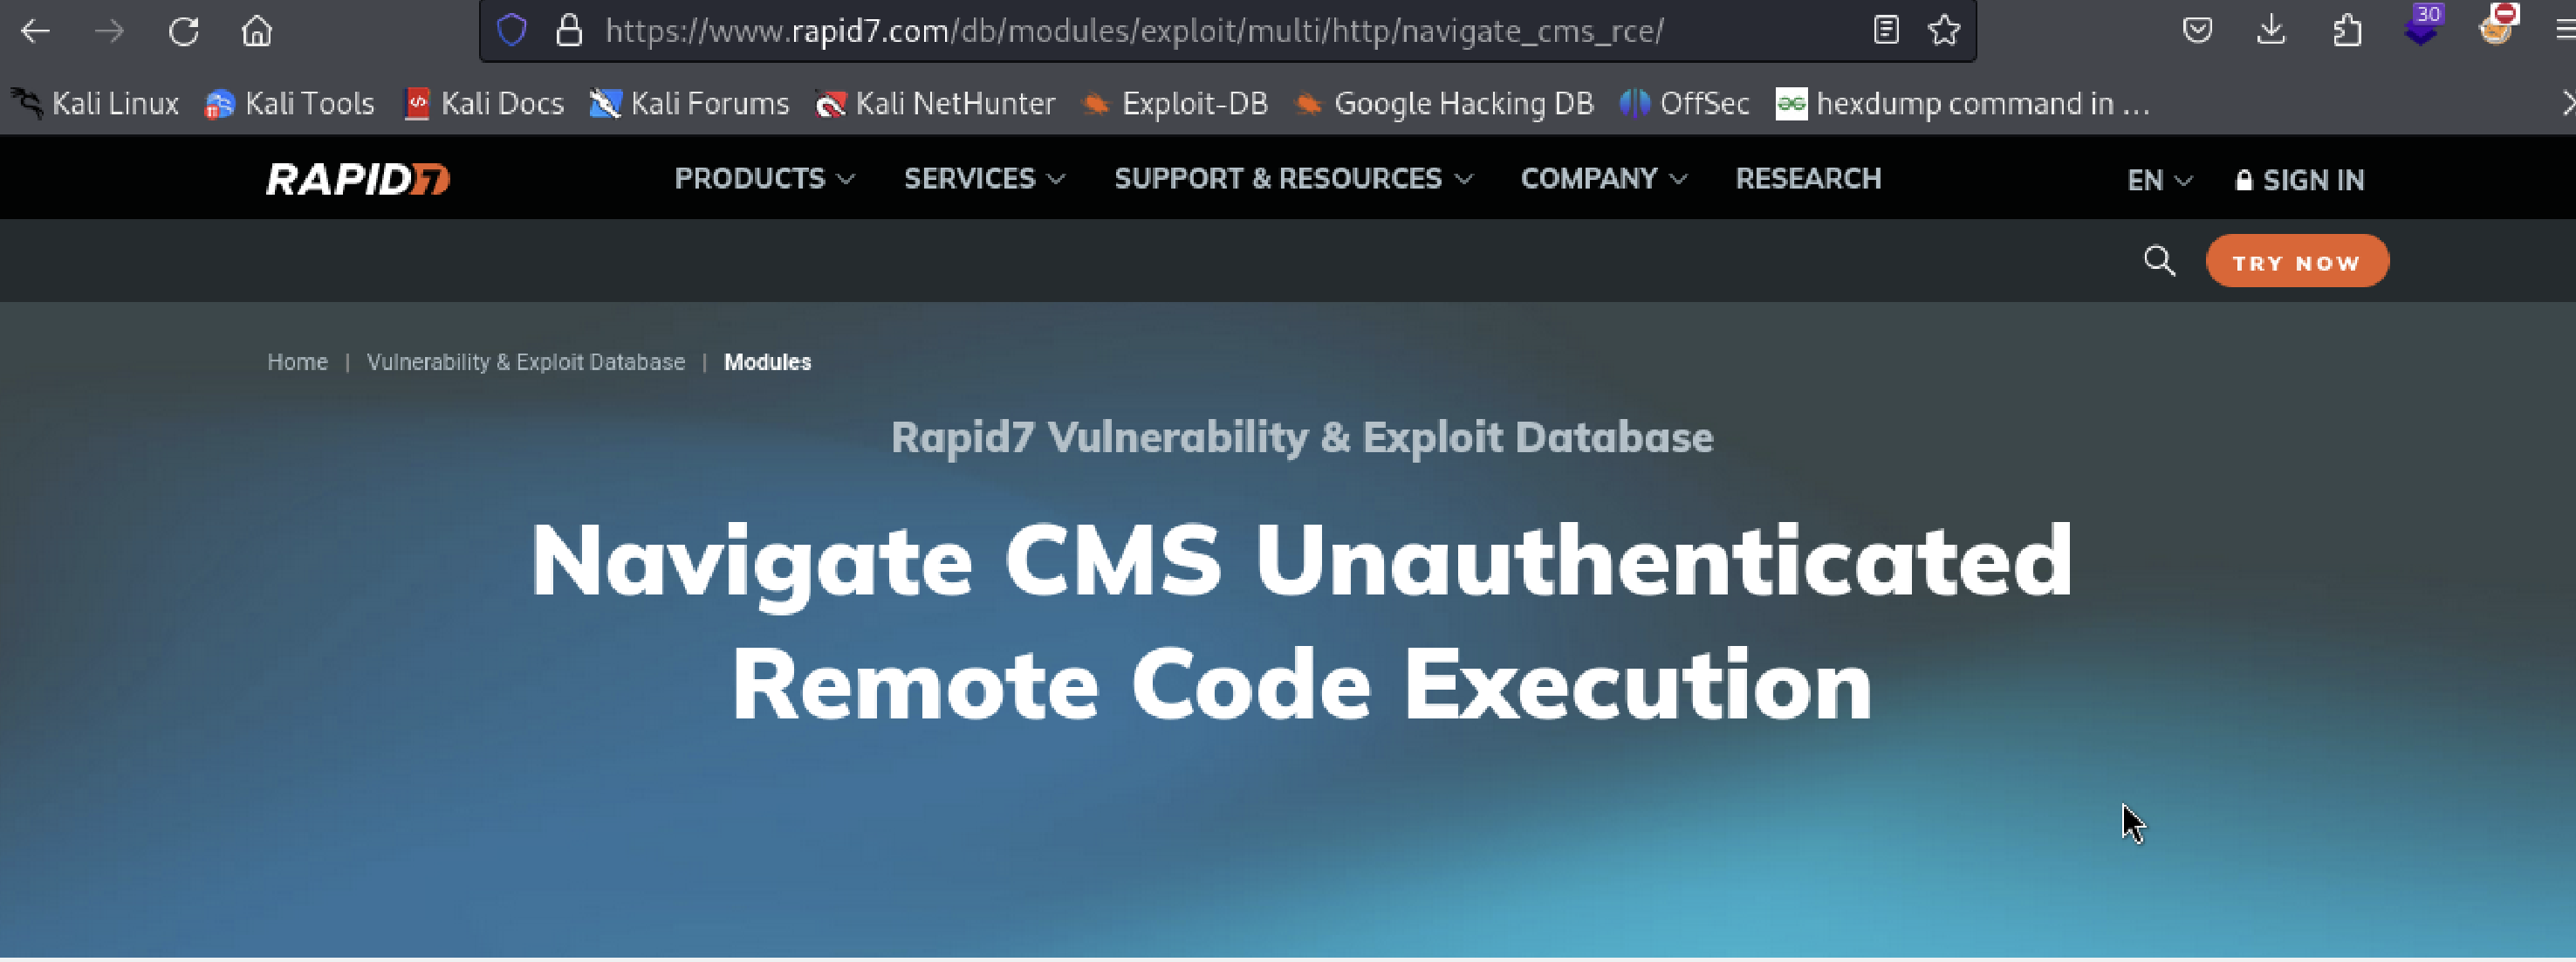 https://www.rapid7.com/db/modules/exploit/multi/http/navigate_cms_rce/
30
Kali Linux Kali Tools Kali Docs Kali Forums Kali NetHunter Exploit-DB Google Hacking DB OffSec hexdump command in ...
RAPID7 PRODUCTS SERVICES SUPPORT & RESOURCES COMPANY RESEARCH EN SIGN IN
TRY NOW
Home | Vulnerability & Exploit Database | Modules
Rapid7 Vulnerability & Exploit Database
Navigate CMS Unauthenticated
Remote Code Execution